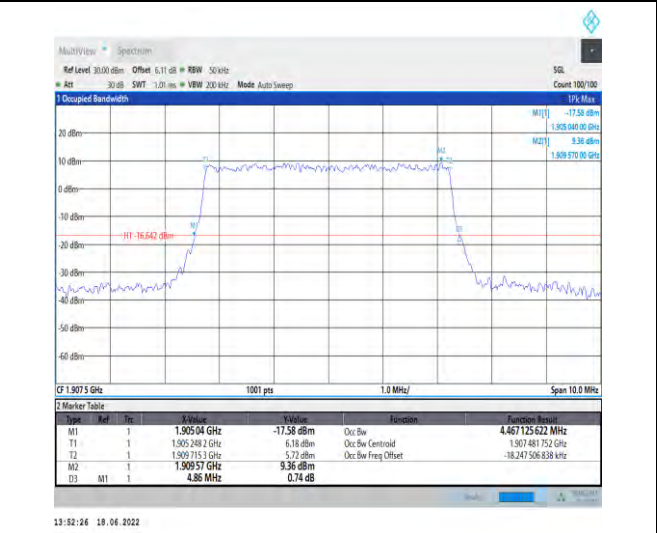 MultiView Spectrum
Ref Level 30.00 dBm Offset 6.11 dB RBW 50 kHz SGL
Att 30 dB SWT 1.01 ms VBW 200 kHz Mode Auto Sweep Count 100/100
1 Occupied Bandwidth 1Pk Max
M1[1] -17.58 dBm
1.905 040 00 GHz
M2[1] 9.36 dBm
1.909 570 00 GHz
20 dBm
M2
T1 T2
10 dBm
0 dBm
-10 dBm
M1 D3
H1 -16.642 dBm
-20 dBm
-30 dBm
-40 dBm
-50 dBm
-60 dBm
CF 1.907 5 GHz 1001 pts 1.0 MHz/ Span 10.0 MHz
2 Marker Table
Type Ref Trc X-Value Y-Value Function Function Result
M1 1 1.905 04 GHz -17.58 dBm Occ Bw 4.467 125 622 MHz
T1 1 1.905 248 2 GHz 6.18 dBm Occ Bw Centroid 1.907 481 752 GHz
T2 1 1.909 715 3 GHz 5.72 dBm Occ Bw Freq Offset -18.247 506 838 kHz
M2 1 1.909 57 GHz 9.36 dBm
D3 M1 1 4.86 MHz 0.74 dB
13:52:26 18.06.2022